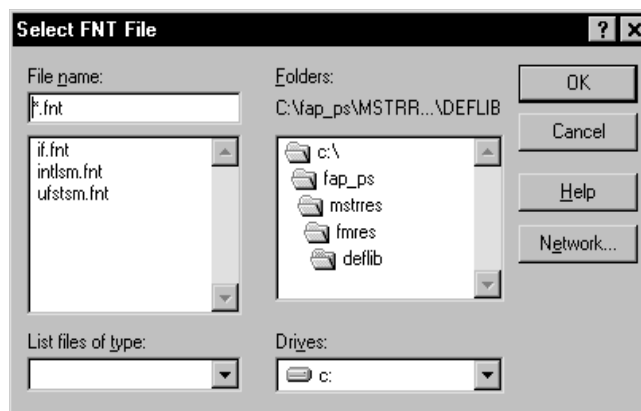 Select FNT File
File name:
*.fnt
if.fnt
intlsm.fnt
ufstsm.fnt
List files of type:
Folders:
C:\fap_ps\MSTRR...\DEFLIB
c:\
fap_ps
mstrres
fmres
deflib
Drives:
c:
OK
Cancel
Help
Network...